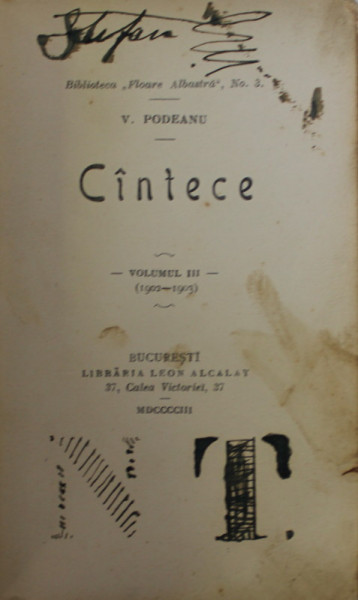 Ștefan
Biblioteca „Floare Albastră“, No. 3.
V. PODEANU
Cîntece
— VOLUMUL III —
(1902—1903)
BUCUREȘTI
LIBRĂRIA LEON ALCALAY
37, Calea Victoriei, 37
MDCCCCIII
N T.